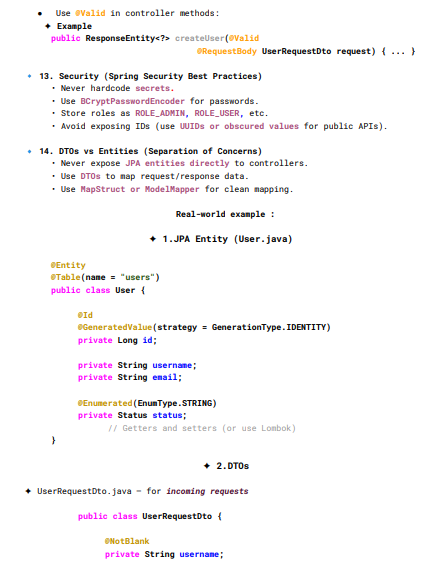 ● Use @Valid in controller methods:
✦ Example
public ResponseEntity<?> createUser(@Valid
@RequestBody UserRequestDto request) { ... }
🔹 13. Security (Spring Security Best Practices)
• Never hardcode secrets.
• Use BCryptPasswordEncoder for passwords.
• Store roles as ROLE_ADMIN, ROLE_USER, etc.
• Avoid exposing IDs (use UUIDs or obscured values for public APIs).
🔹 14. DTOs vs Entities (Separation of Concerns)
• Never expose JPA entities directly to controllers.
• Use DTOs to map request/response data.
• Use MapStruct or ModelMapper for clean mapping.
Real-world example :
✦ 1.JPA Entity (User.java)
@Entity
@Table(name = "users")
public class User {
@Id
@GeneratedValue(strategy = GenerationType.IDENTITY)
private Long id;
private String username;
private String email;
@Enumerated(EnumType.STRING)
private Status status;
// Getters and setters (or use Lombok)
}
✦ 2.DTOs
✦ UserRequestDto.java – for incoming requests
public class UserRequestDto {
@NotBlank
private String username;